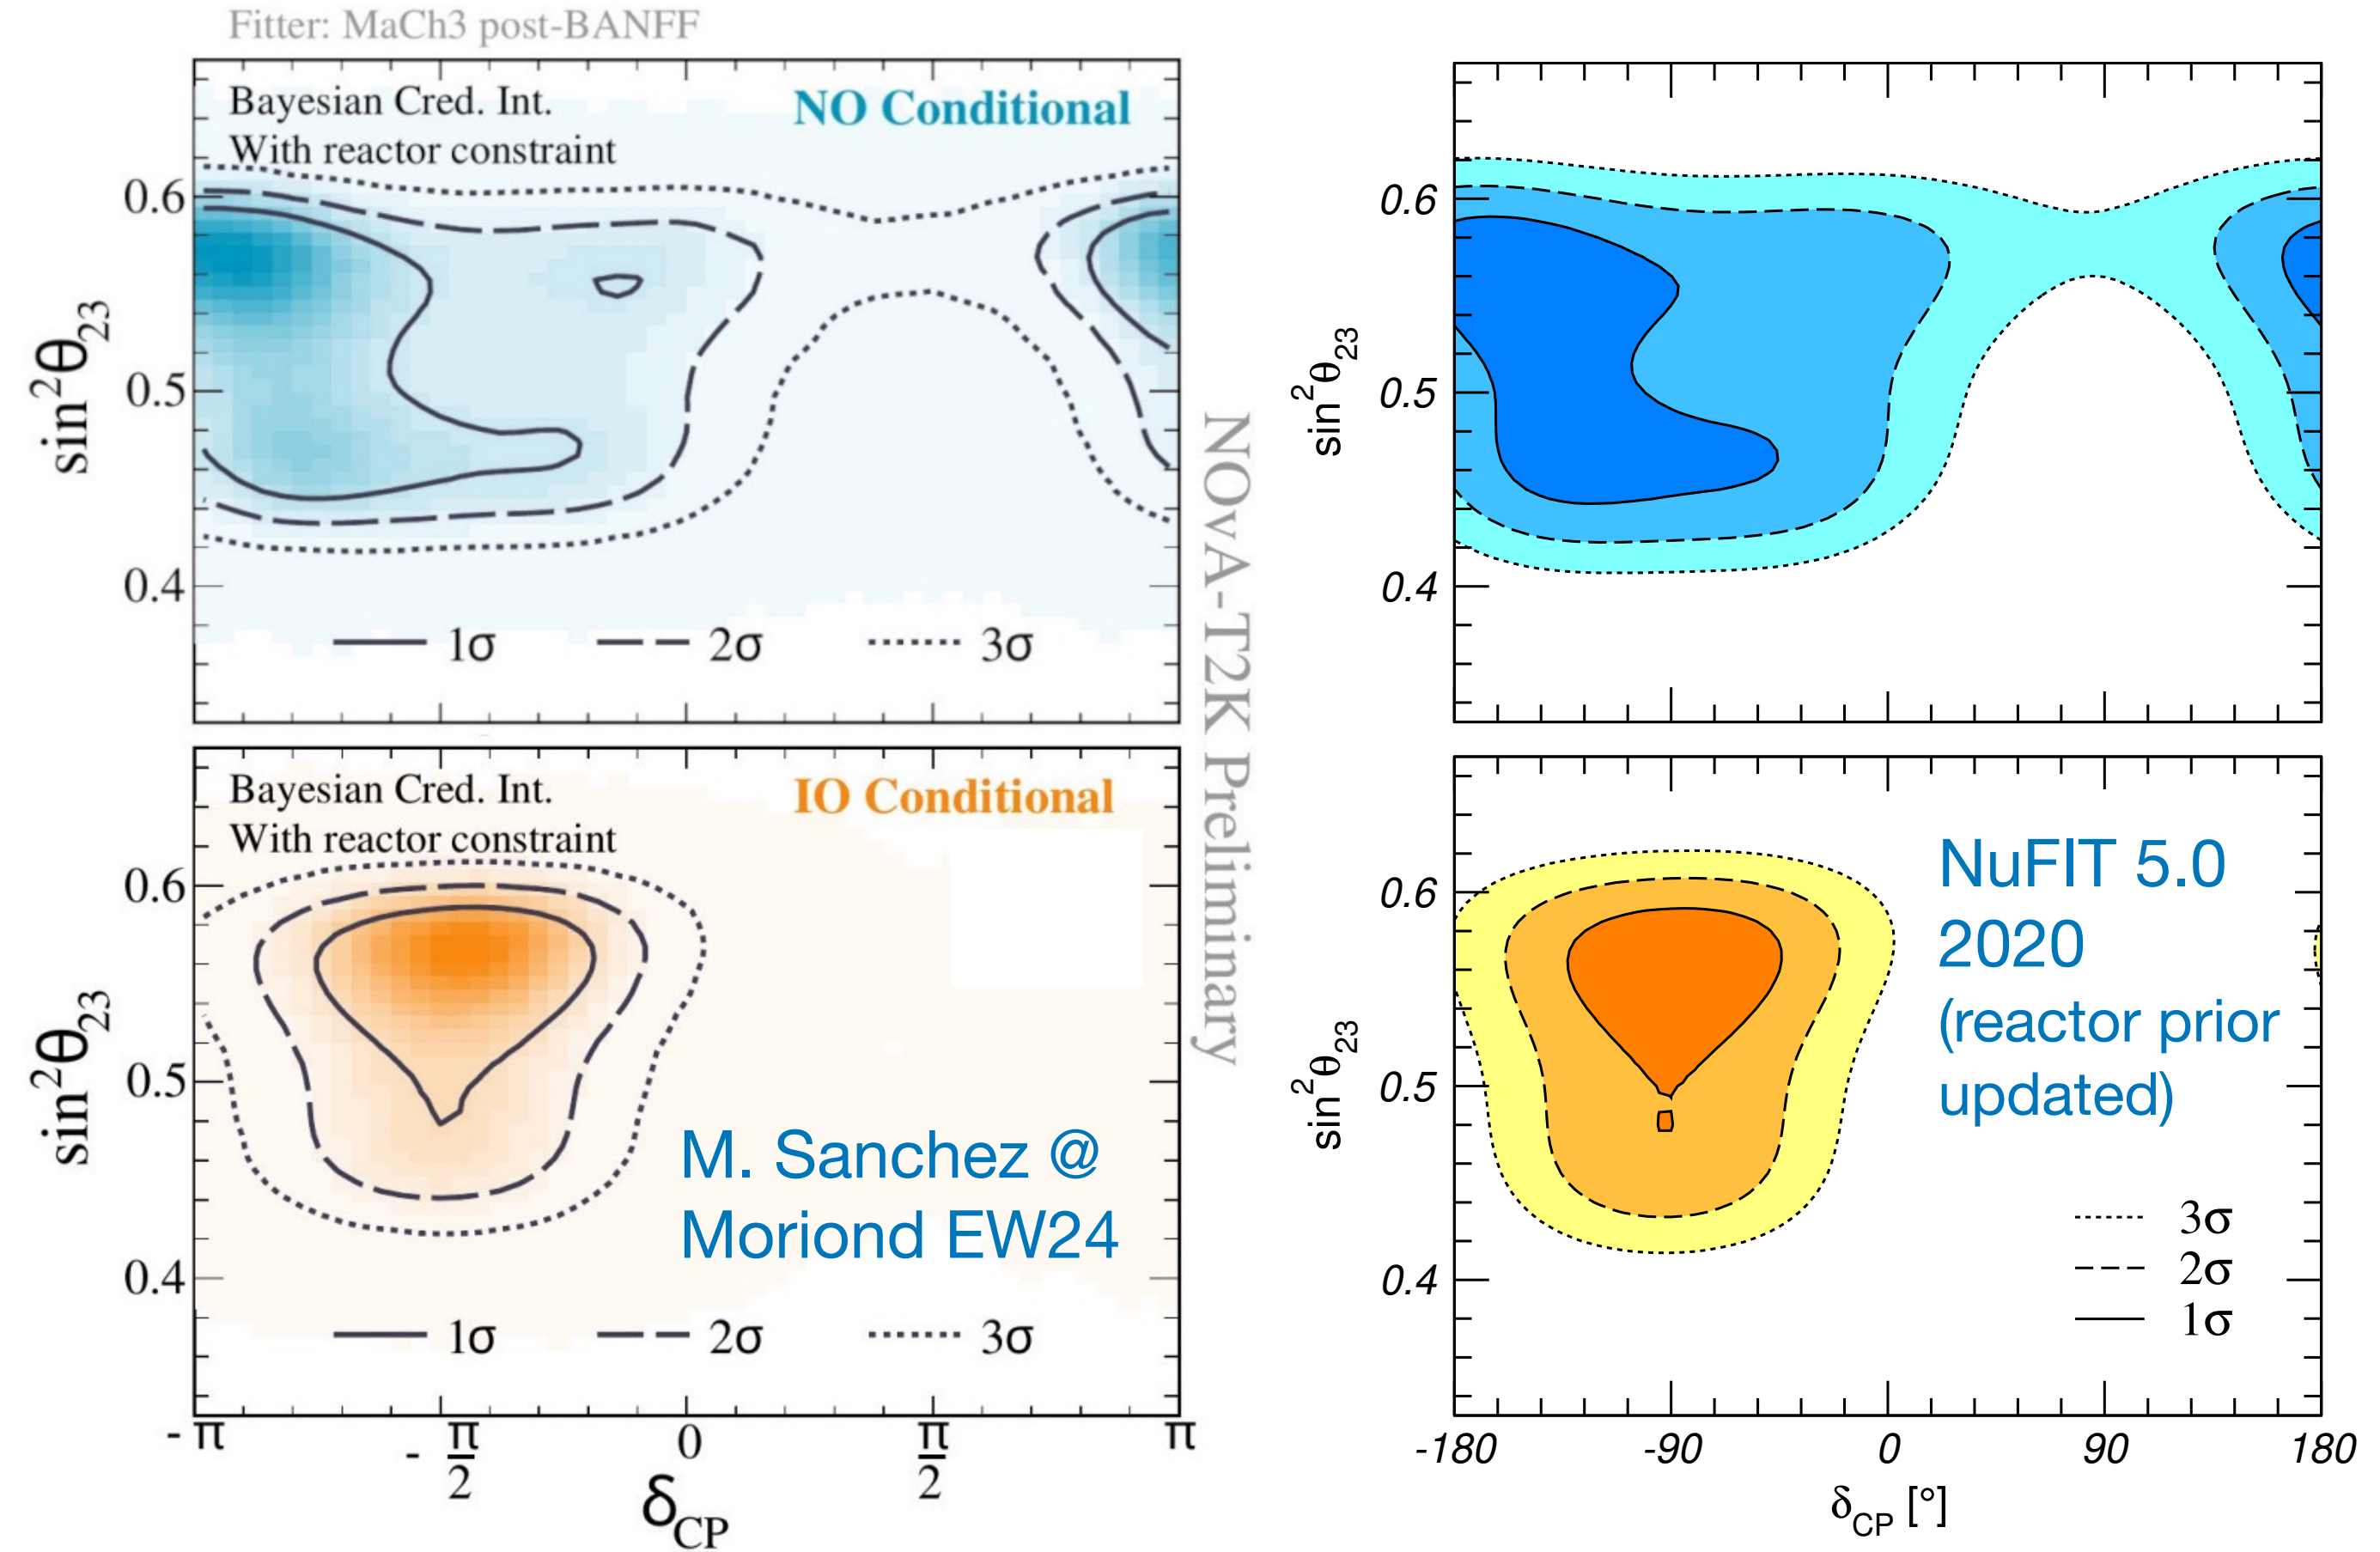 Fitter: MaCh3 post-BANFF
Bayesian Cred. Int.
With reactor constraint
NO Conditional
0.6
0.5
0.4
sin²θ₂₃
1σ
2σ
3σ
Bayesian Cred. Int.
With reactor constraint
IO Conditional
0.6
0.5
0.4
sin²θ₂₃
M. Sanchez @
Moriond EW24
1σ
2σ
3σ
-π
-π/2
0
π/2
π
δCP
NOvA-T2K Preliminary
0.6
0.5
0.4
sin²θ₂₃
0.6
0.5
0.4
sin²θ₂₃
NuFIT 5.0
2020
(reactor prior
updated)
3σ
2σ
1σ
-180
-90
0
90
180
δCP [°]